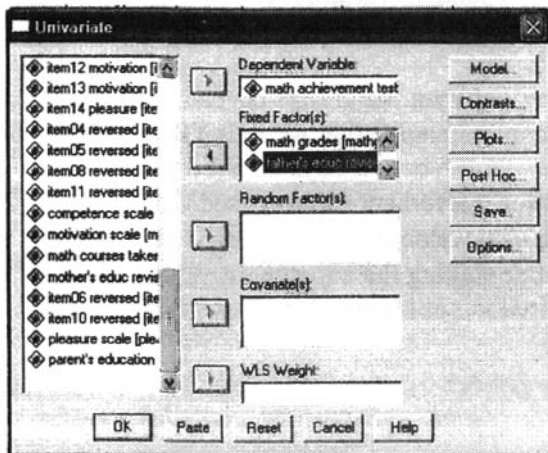 Univariate
item12 motivation [i
item13 motivation [i
item14 pleasure [ite
item04 reversed [ite
item05 reversed [ite
item08 reversed [ite
item11 reversed [ite
competence scale
motivation scale [m
math courses taken
mother's educ revis
item06 reversed [ite
item10 reversed [ite
pleasure scale [plea
parent's education
Dependent Variable:
math achievement test
Fixed Factor(s):
math grades [mathg
father's educ revise
Random Factor(s):
Covariate(s):
WLS Weight:
Model...
Contrasts...
Plots...
Post Hoc...
Save...
Options...
OK
Paste
Reset
Cancel
Help